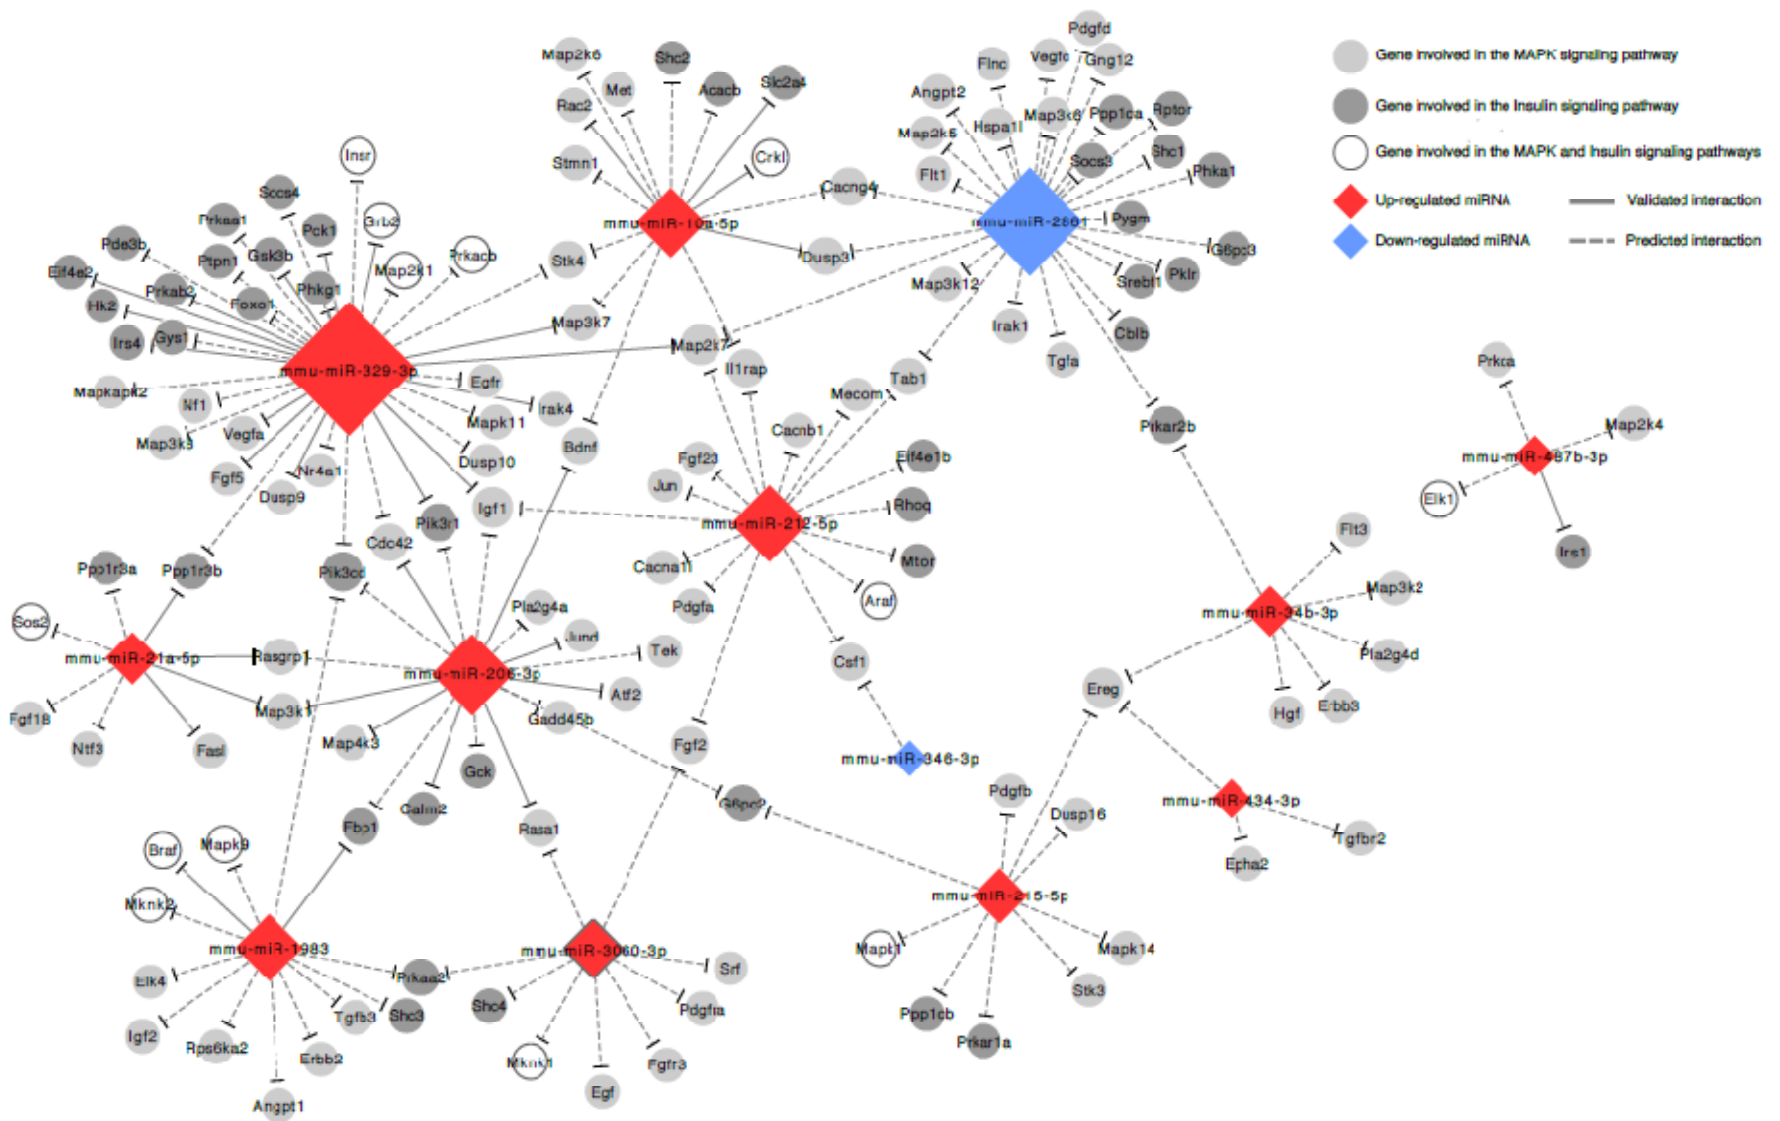 Gene involved in the MAPK signaling pathway
Gene involved in the Insulin signaling pathway
Gene involved in the MAPK and Insulin signaling pathways
Up-regulated miRNA
Validated interaction
Down-regulated miRNA
Predicted interaction
Map2k6
Shc2
Met
Acacb
Slc2a4
Rac2
Stmn1
Crkl
mmu-miR-10a-5p
Cacng4
Dusp3
Stk4
Map3k7
Map2k7
Il1rap
Bdnf
Pdgfd
Flnc
Vegfc
Gng12
Angpt2
Hspa1l
Ppp1ca
Rptor
Flt1
Socs3
Shc1
Phka1
Pygm
G6pc3
Pklr
Srebf1
Map3k12
Irak1
Tgfa
Cblb
Tab1
Insr
Socs4
Grb2
Prkaa1
Pck1
Pde3b
Ptpn1
Gsk3b
Map2k1
Prkacb
Eif4e2
Prkab2
Phkg1
Hk2
Foxo1
Irs4
Gys1
mmu-miR-329-3p
Mapkapk2
Nf1
Vegfa
Fgf5
Dusp9
Nr4a1
Egfr
Irak4
Mapk11
Dusp10
Igf1
Pik3r1
Cdc42
Pik3cd
Ppp1r3a
Ppp1r3b
Sos2
mmu-miR-21a-5p
Rasgrp1
Map3k1
Fgf18
Ntf3
Fasl
mmu-miR-206-3p
Pla2g4a
Jund
Tek
Atf2
Gadd45b
Map4k3
Gck
Calm2
Fbp1
Rasa1
Mecom
Cacnb1
Fgf23
Jun
Eif4e1b
Rhoq
Mtor
mmu-miR-212-5p
Cacna1i
Pdgfa
Araf
Csf1
Fgf2
mmu-miR-346-3p
G6pc2
Prkca
Map2k4
mmu-miR-487b-3p
Elk1
Irs1
Flt3
Map3k2
mmu-miR-34b-3p
Pla2g4d
Ereg
Hgf
Erbb3
mmu-miR-434-3p
Tgfbr2
Epha2
Pdgfb
Dusp16
mmu-miR-215-5p
Mapk14
Stk3
Ppp1cb
Prkar1a
Braf
Mapk9
Mknk2
mmu-miR-1983
Elk4
Igf2
Rps6ka2
Tgfb3
Shc3
Erbb2
Angpt1
Prkaa2
mmu-miR-3060-3p
Srf
Shc4
Pdgfra
Mknk1
Fgfr3
Egf